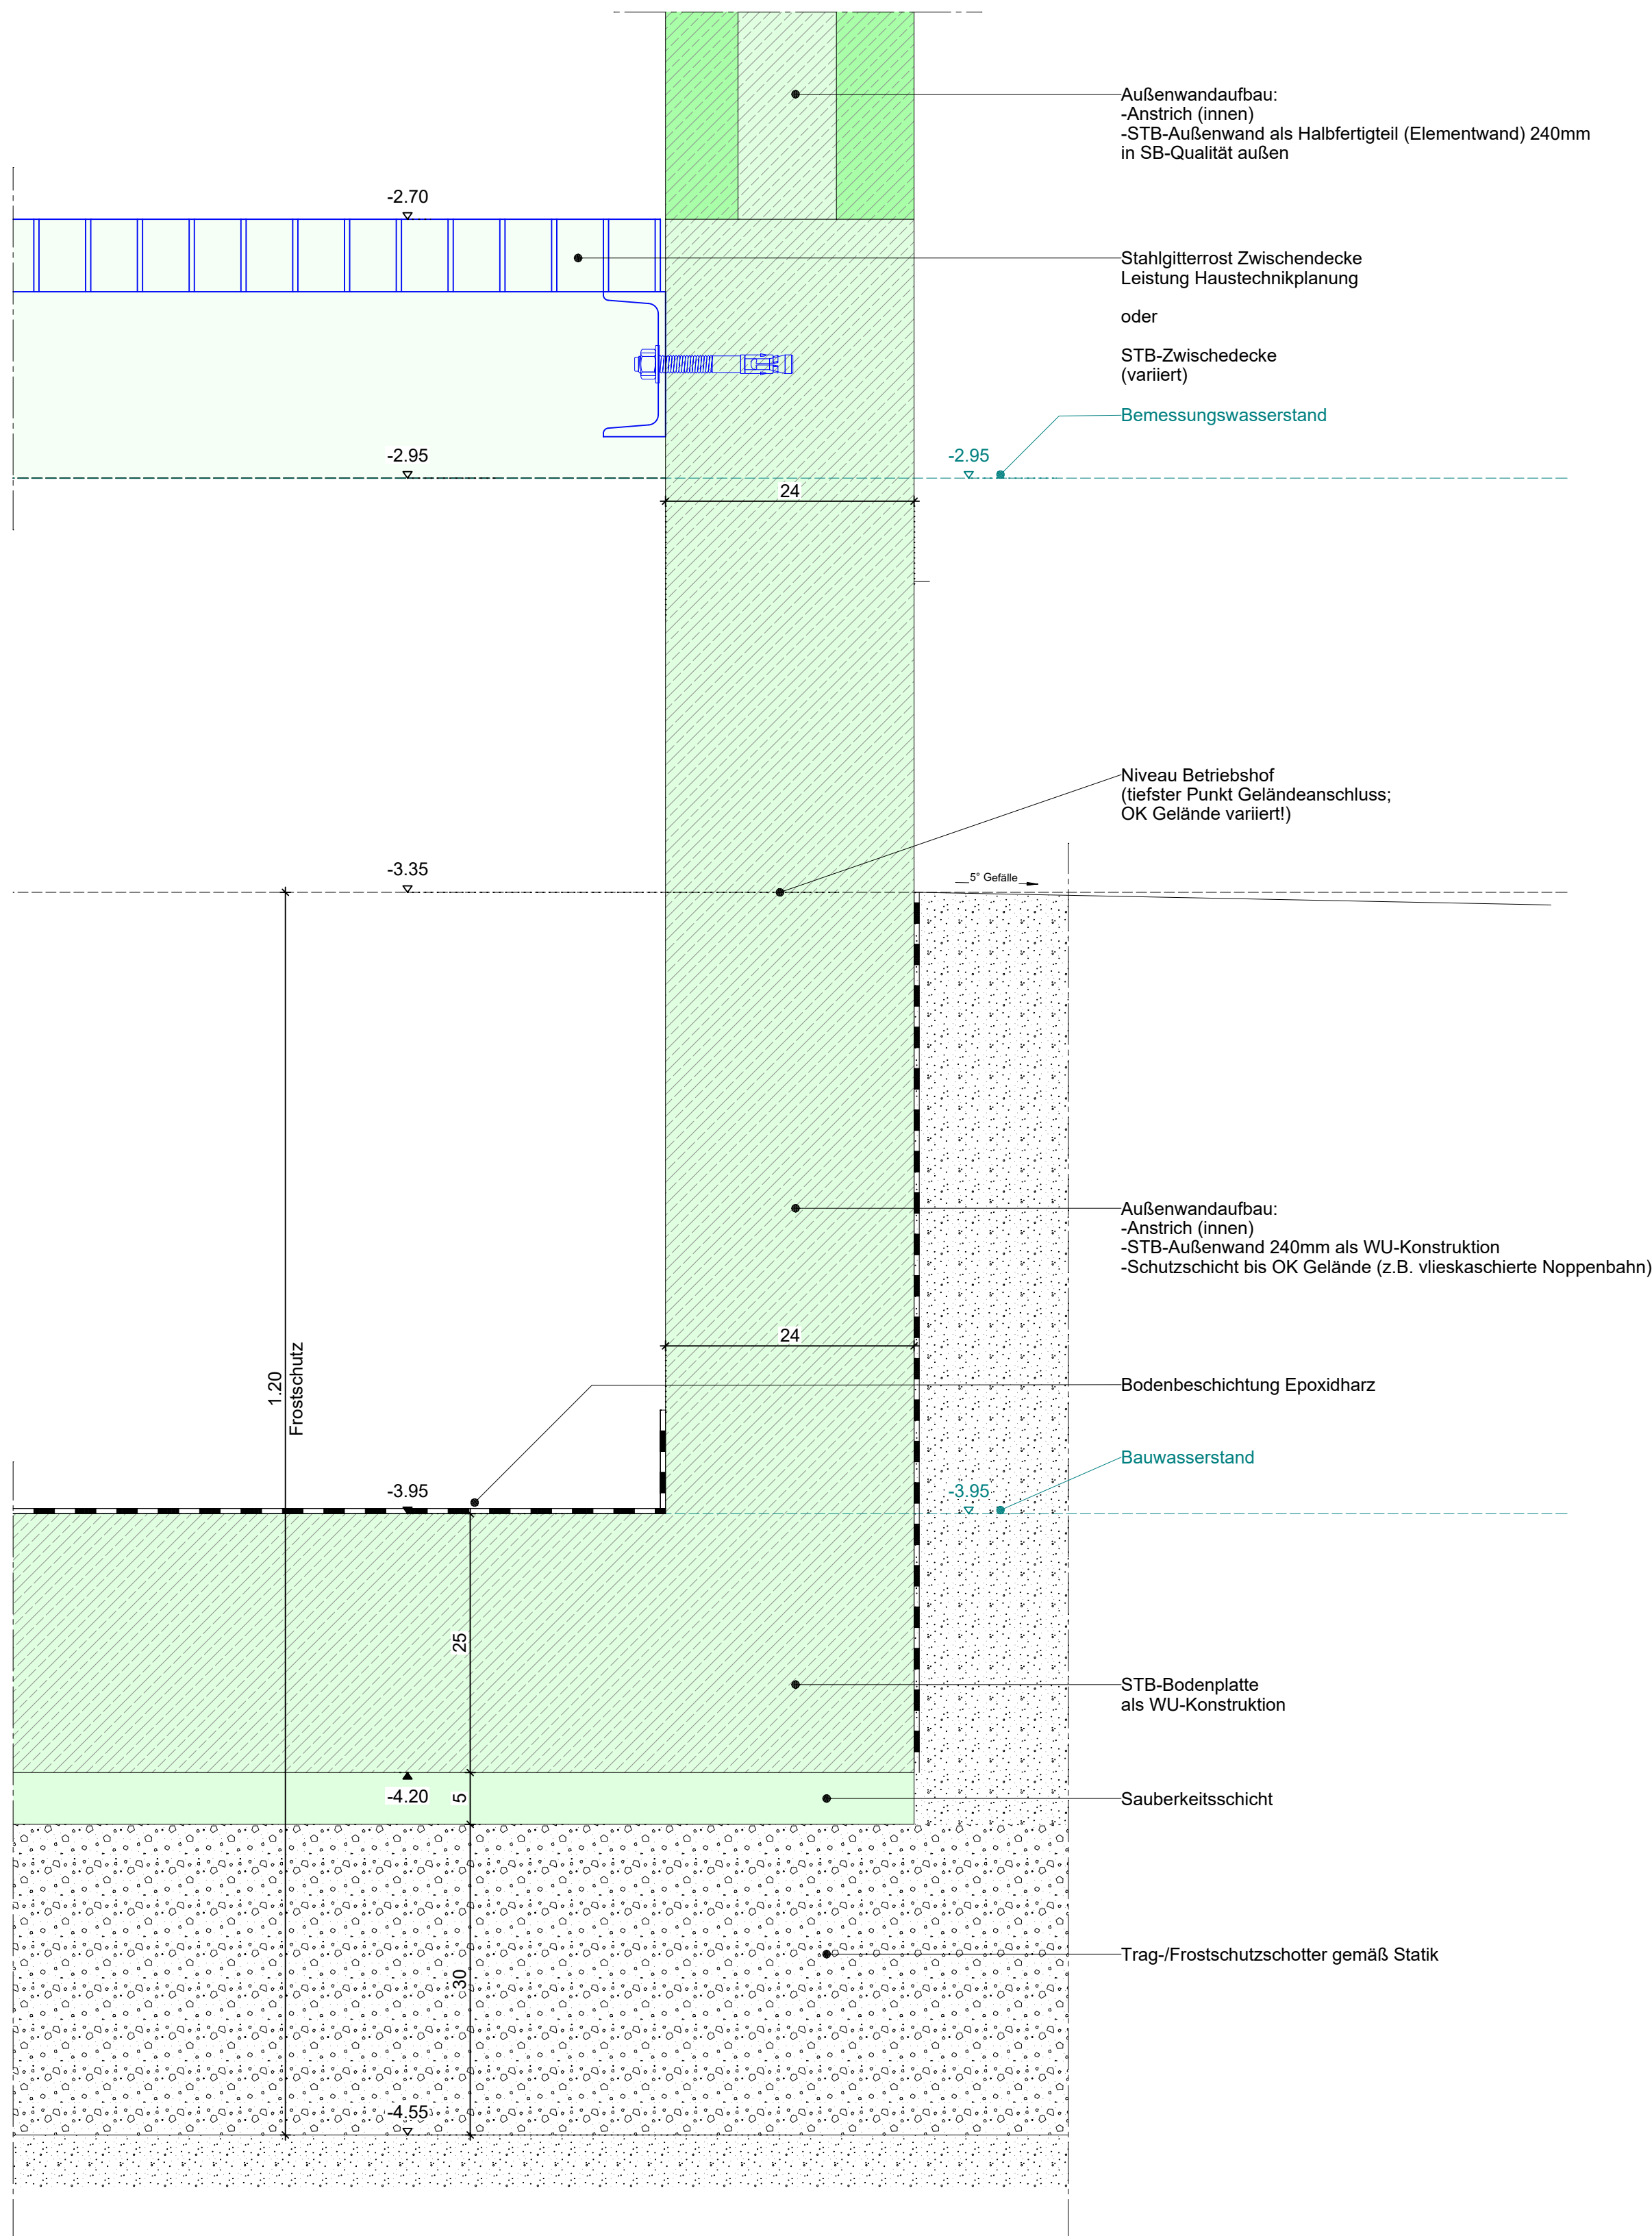 Außenwandaufbau:
-Anstrich (innen)
-STB-Außenwand als Halbfertigteil (Elementwand) 240mm
in SB-Qualität außen
-2.70
Stahlgitterrost Zwischendecke
Leistung Haustechnikplanung
oder
STB-Zwischedecke
(variiert)
Bemessungswasserstand
-2.95
-2.95
24
Niveau Betriebshof
(tiefster Punkt Geländeanschluss;
OK Gelände variiert!)
-3.35
5° Gefälle
Außenwandaufbau:
-Anstrich (innen)
-STB-Außenwand 240mm als WU-Konstruktion
-Schutzschicht bis OK Gelände (z.B. vlieskaschierte Noppenbahn)
24
1.20
Frostschutz
Bodenbeschichtung Epoxidharz
Bauwasserstand
-3.95
-3.95
25
STB-Bodenplatte
als WU-Konstruktion
-4.20
5
Sauberkeitsschicht
30
Trag-/Frostschutzschotter gemäß Statik
-4.55